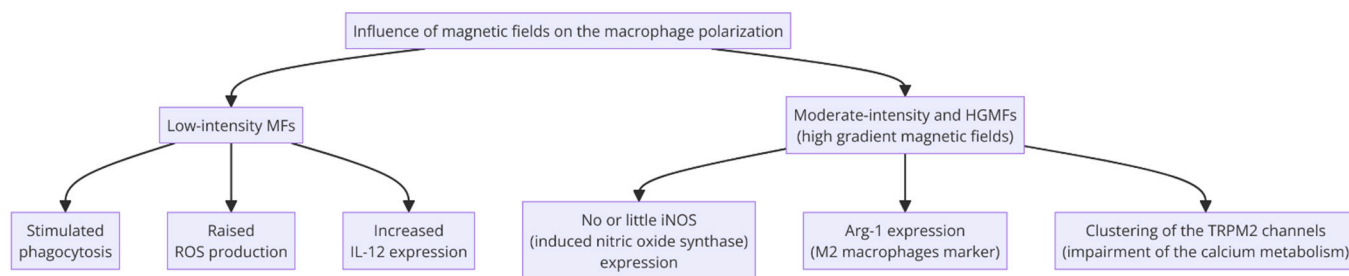 Influence of magnetic fields on the macrophage polarization
Low-intensity MFs
Moderate-intensity and HGMFs
(high gradient magnetic fields)
Stimulated
phagocytosis
Raised
ROS production
Increased
IL-12 expression
No or little iNOS
(induced nitric oxide synthase)
expression
Arg-1 expression
(M2 macrophages marker)
Clustering of the TRPM2 channels
(impairment of the calcium metabolism)